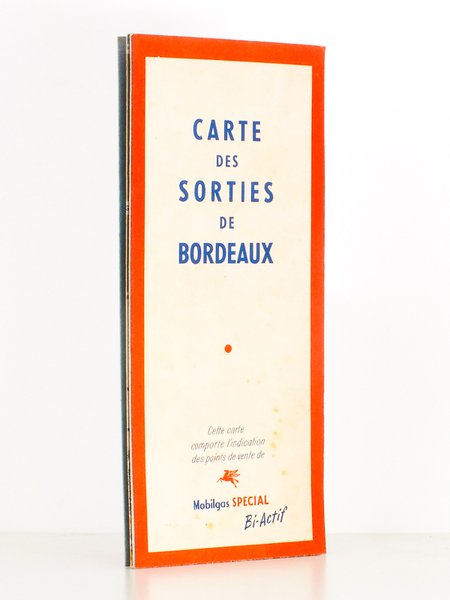 CARTE
DES
SORTIES
DE
BORDEAUX
Cette carte
comporte l'indication
des points de vente de
Mobilgas SPECIAL
Bi-Actif